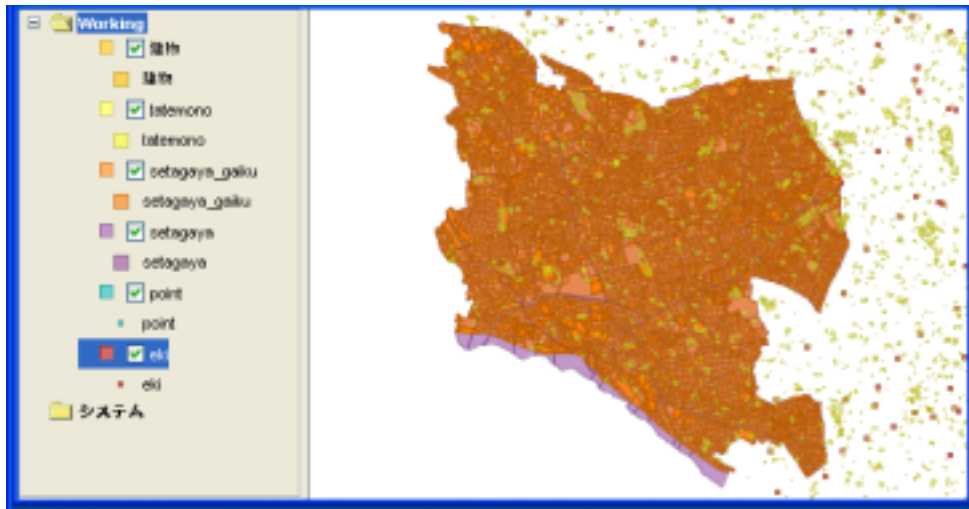 Working
建物
建物
tatemono
tatemono
setagaya_gaiku
setagaya_gaiku
setagaya
setagaya
point
point
eki
eki
システム